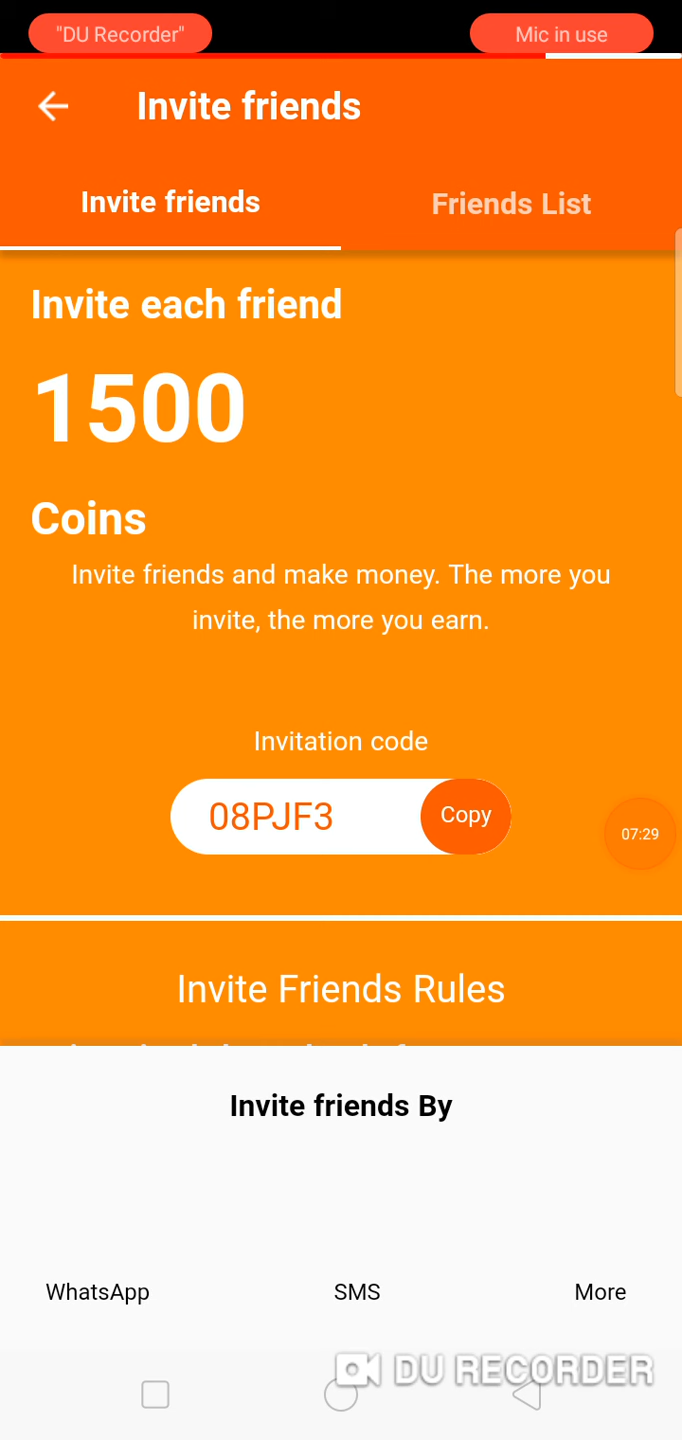 "DU Recorder"
Mic in use
Invite friends
Invite friends
Friends List
Invite each friend
1500
Coins
Invite friends and make money. The more you
invite, the more you earn.
Invitation code
08PJF3
Copy
07:29
Invite Friends Rules
Invite friends By
WhatsApp
SMS
More
DU RECORDER